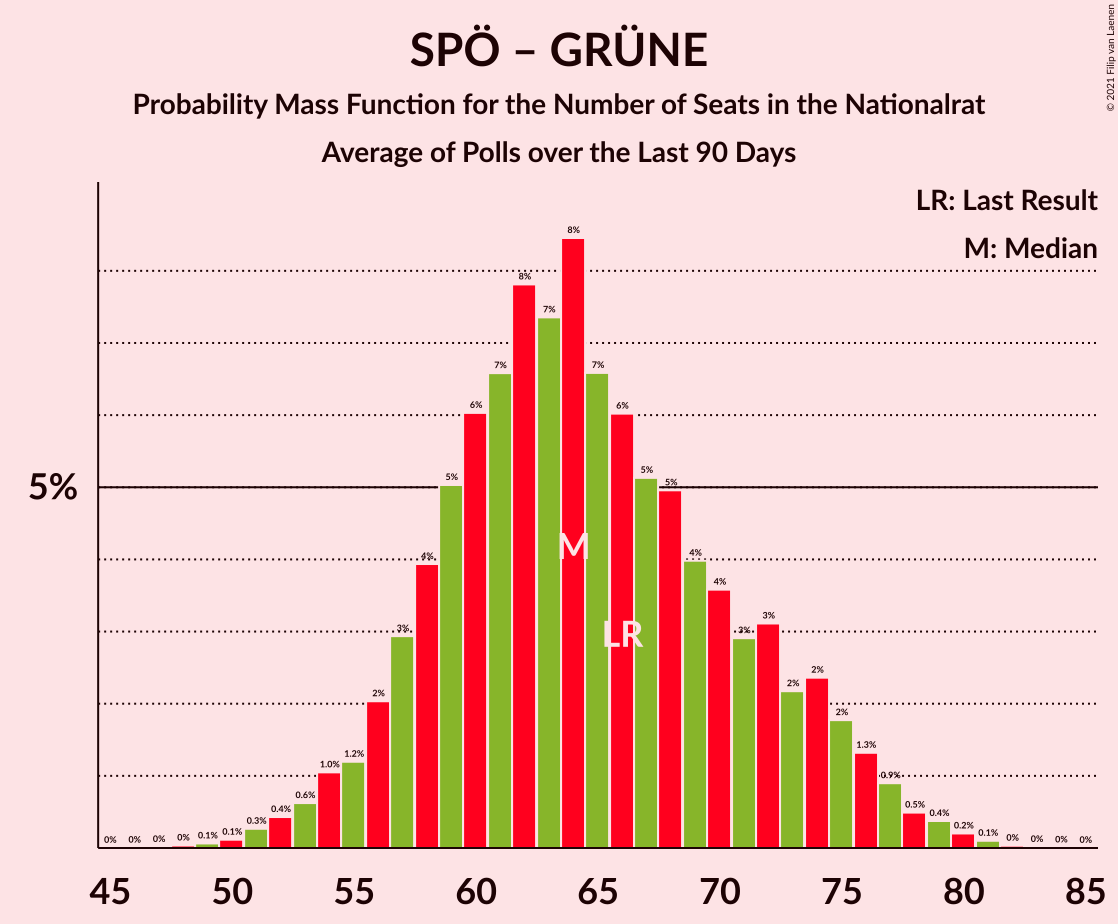 SPÖ – GRÜNE
Probability Mass Function for the Number of Seats in the Nationalrat
Average of Polls over the Last 90 Days
© 2021 Filip van Laenen
LR: Last Result
M: Median
5%
0% 0% 0% 0% 0.1% 0.1% 0.3% 0.4% 0.6% 1.0% 1.2% 2% 3% 4% 5% 6% 7% 8% 7% 8% 7% 6% 5% 5% 4% 4% 3% 3% 2% 2% 2% 1.3% 0.9% 0.5% 0.4% 0.2% 0.1% 0% 0% 0% 0%
M
LR
45 50 55 60 65 70 75 80 85